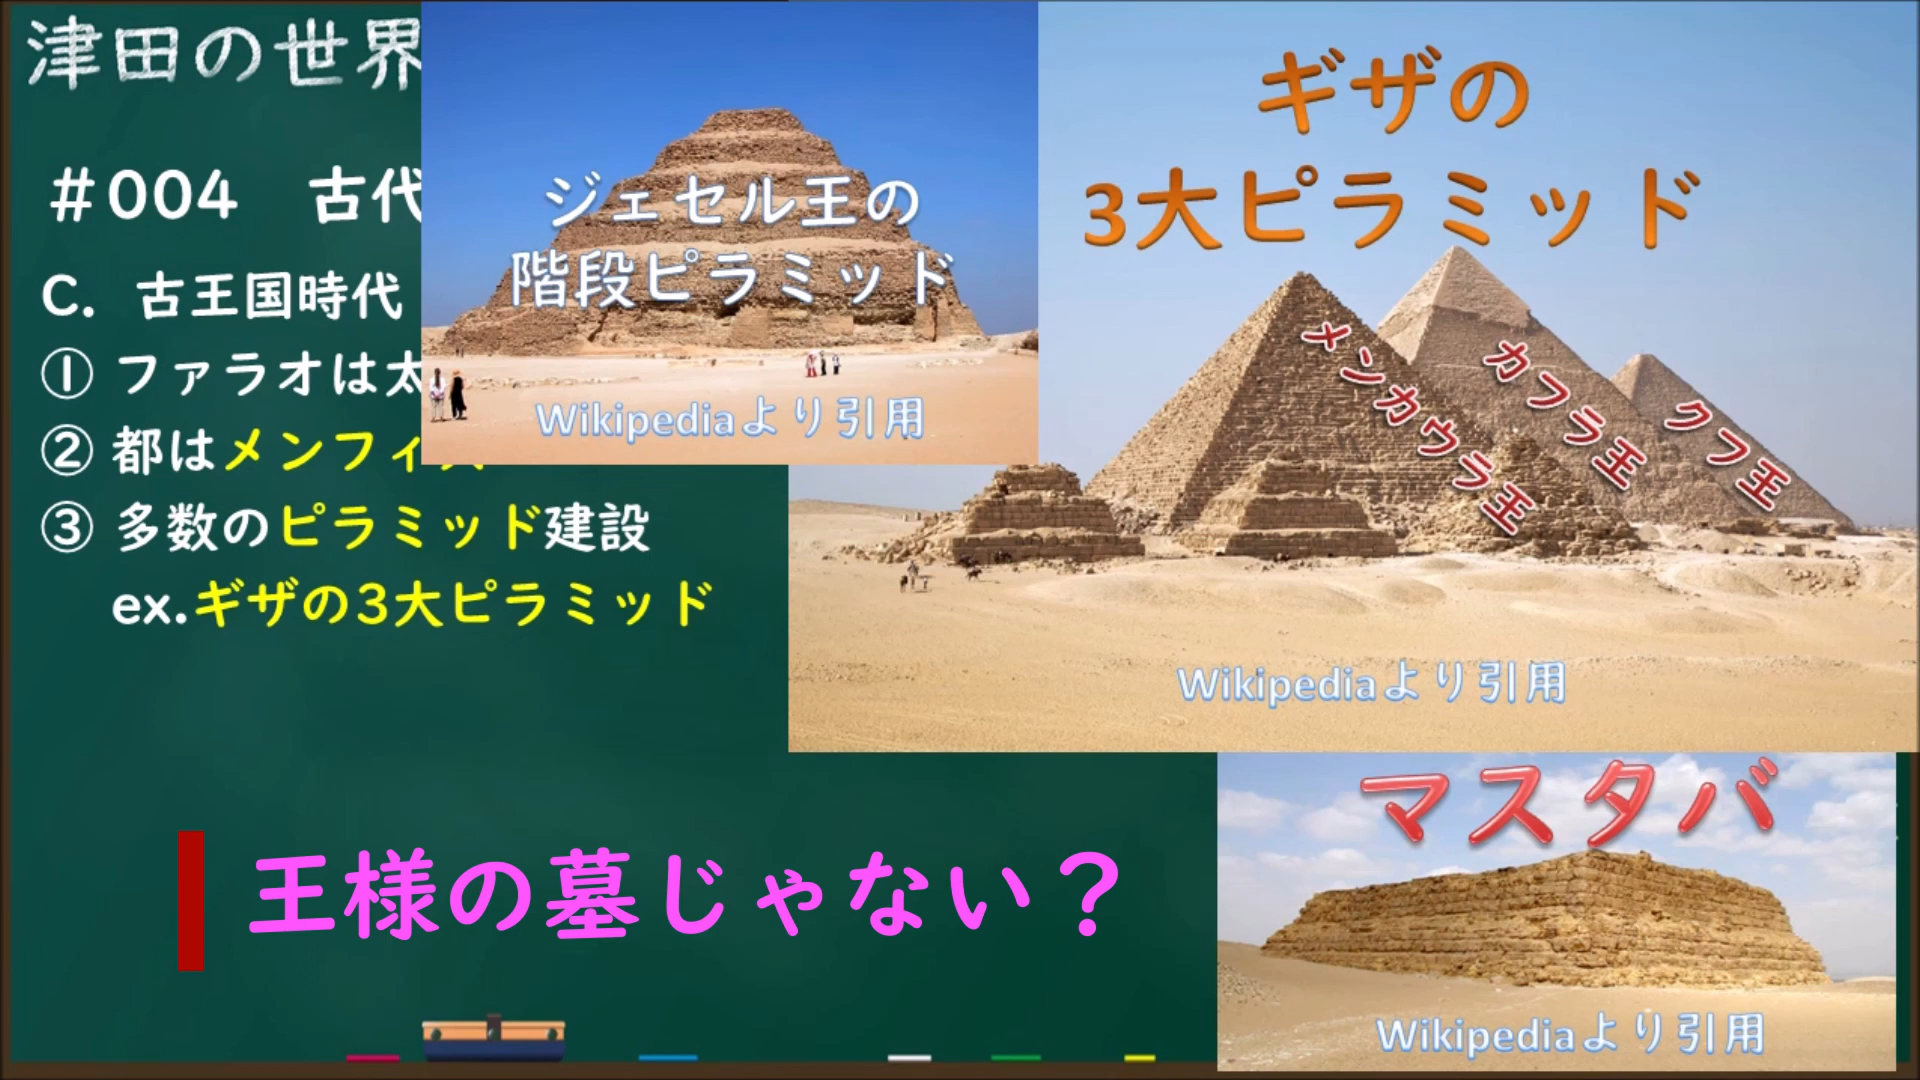 津田の世界
#004　古代
C.　古王国時代
① ファラオは太
② 都はメンフィ
③ 多数のピラミッド建設
ex.ギザの3大ピラミッド
ジェセル王の
階段ピラミッド
Wikipediaより引用
ギザの
3大ピラミッド
メンカウラ王
カフラ王
クフ王
Wikipediaより引用
マスタバ
Wikipediaより引用
王様の墓じゃない？